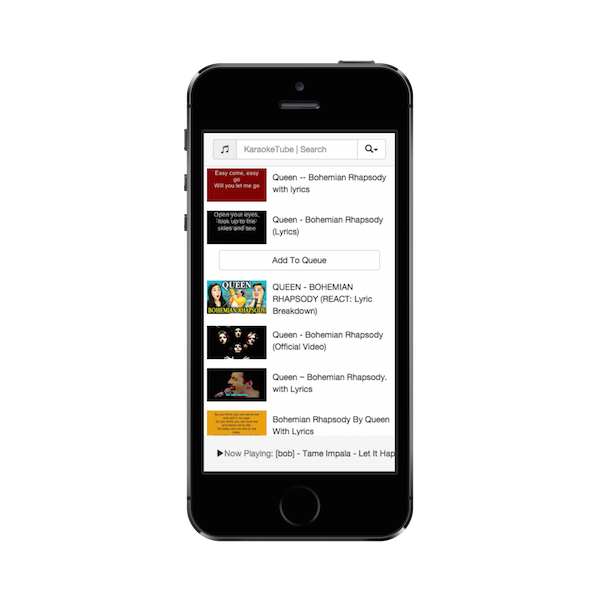 KaraokeTube | Search
Easy come, easy
go
Will you let me go
Queen -- Bohemian Rhapsody
with lyrics
Open your eyes,
look up to the
skies and see
Queen - Bohemian Rhapsody
(Lyrics)
Add To Queue
QUEEN
BOHEMIAN RHAPSODY
QUEEN - BOHEMIAN
RHAPSODY (REACT: Lyric
Breakdown)
Queen - Bohemian Rhapsody
(Official Video)
Queen ~ Bohemian Rhapsody.
with Lyrics
Bohemian Rhapsody By Queen
With Lyrics
Now Playing: [bob] - Tame Impala - Let It Hap